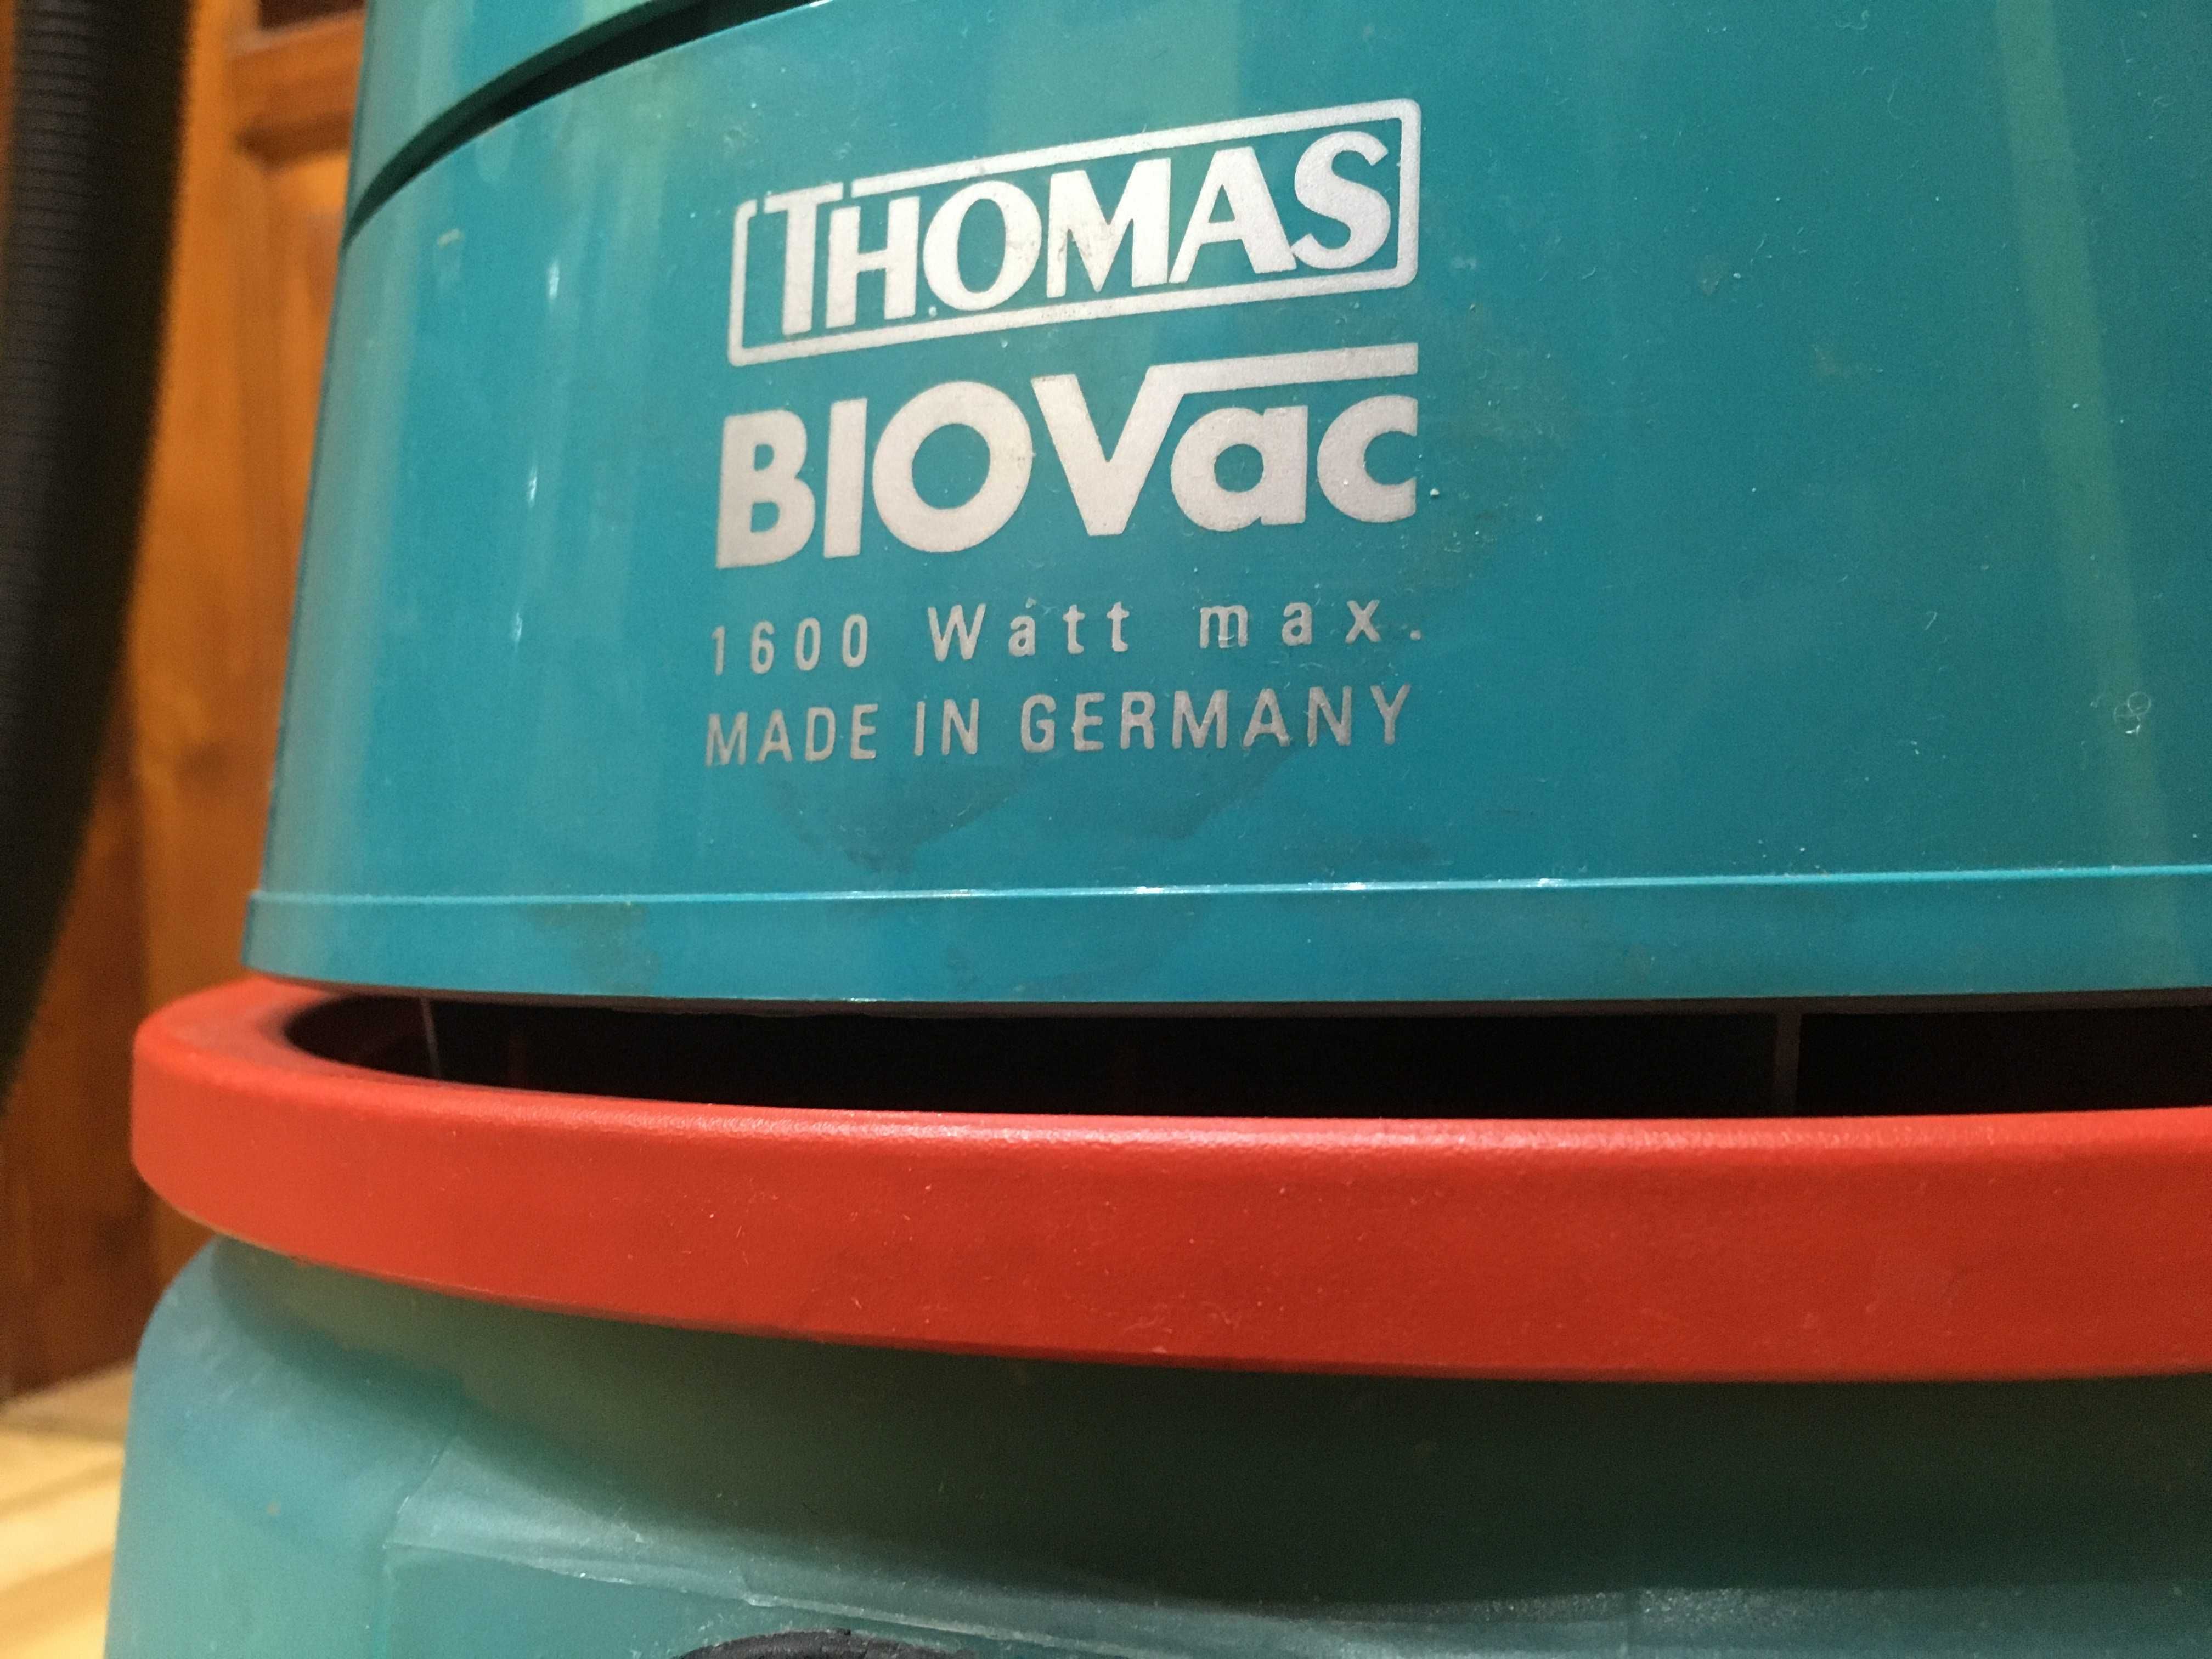 THOMAS
BIOVac
1600 Watt max.
MADE IN GERMANY